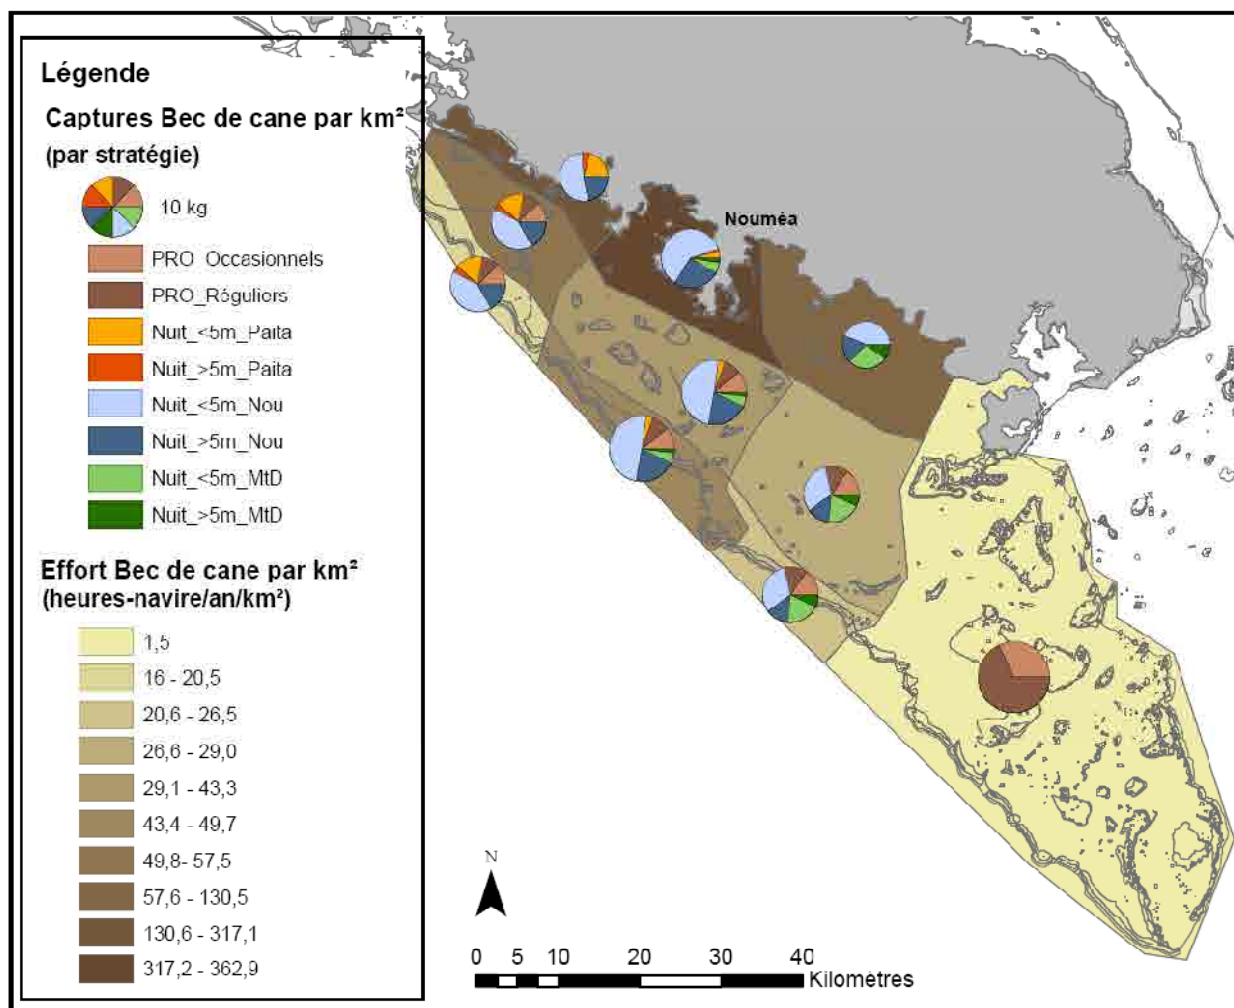 Légende
Captures Bec de cane par km²
(par stratégie)
10 kg
PRO_Occasionnels
PRO_Réguliers
Nuit_<5m_Paita
Nuit_>5m_Paita
Nuit_<5m_Nou
Nuit_>5m_Nou
Nuit_<5m_MtD
Nuit_>5m_MtD
Effort Bec de cane par km²
(heures-navire/an/km²)
1,5
16 - 20,5
20,6 - 26,5
26,6 - 29,0
29,1 - 43,3
43,4 - 49,7
49,8- 57,5
57,6 - 130,5
130,6 - 317,1
317,2 - 362,9
Nouméa
N
0 5 10 20 30 40
Kilomètres